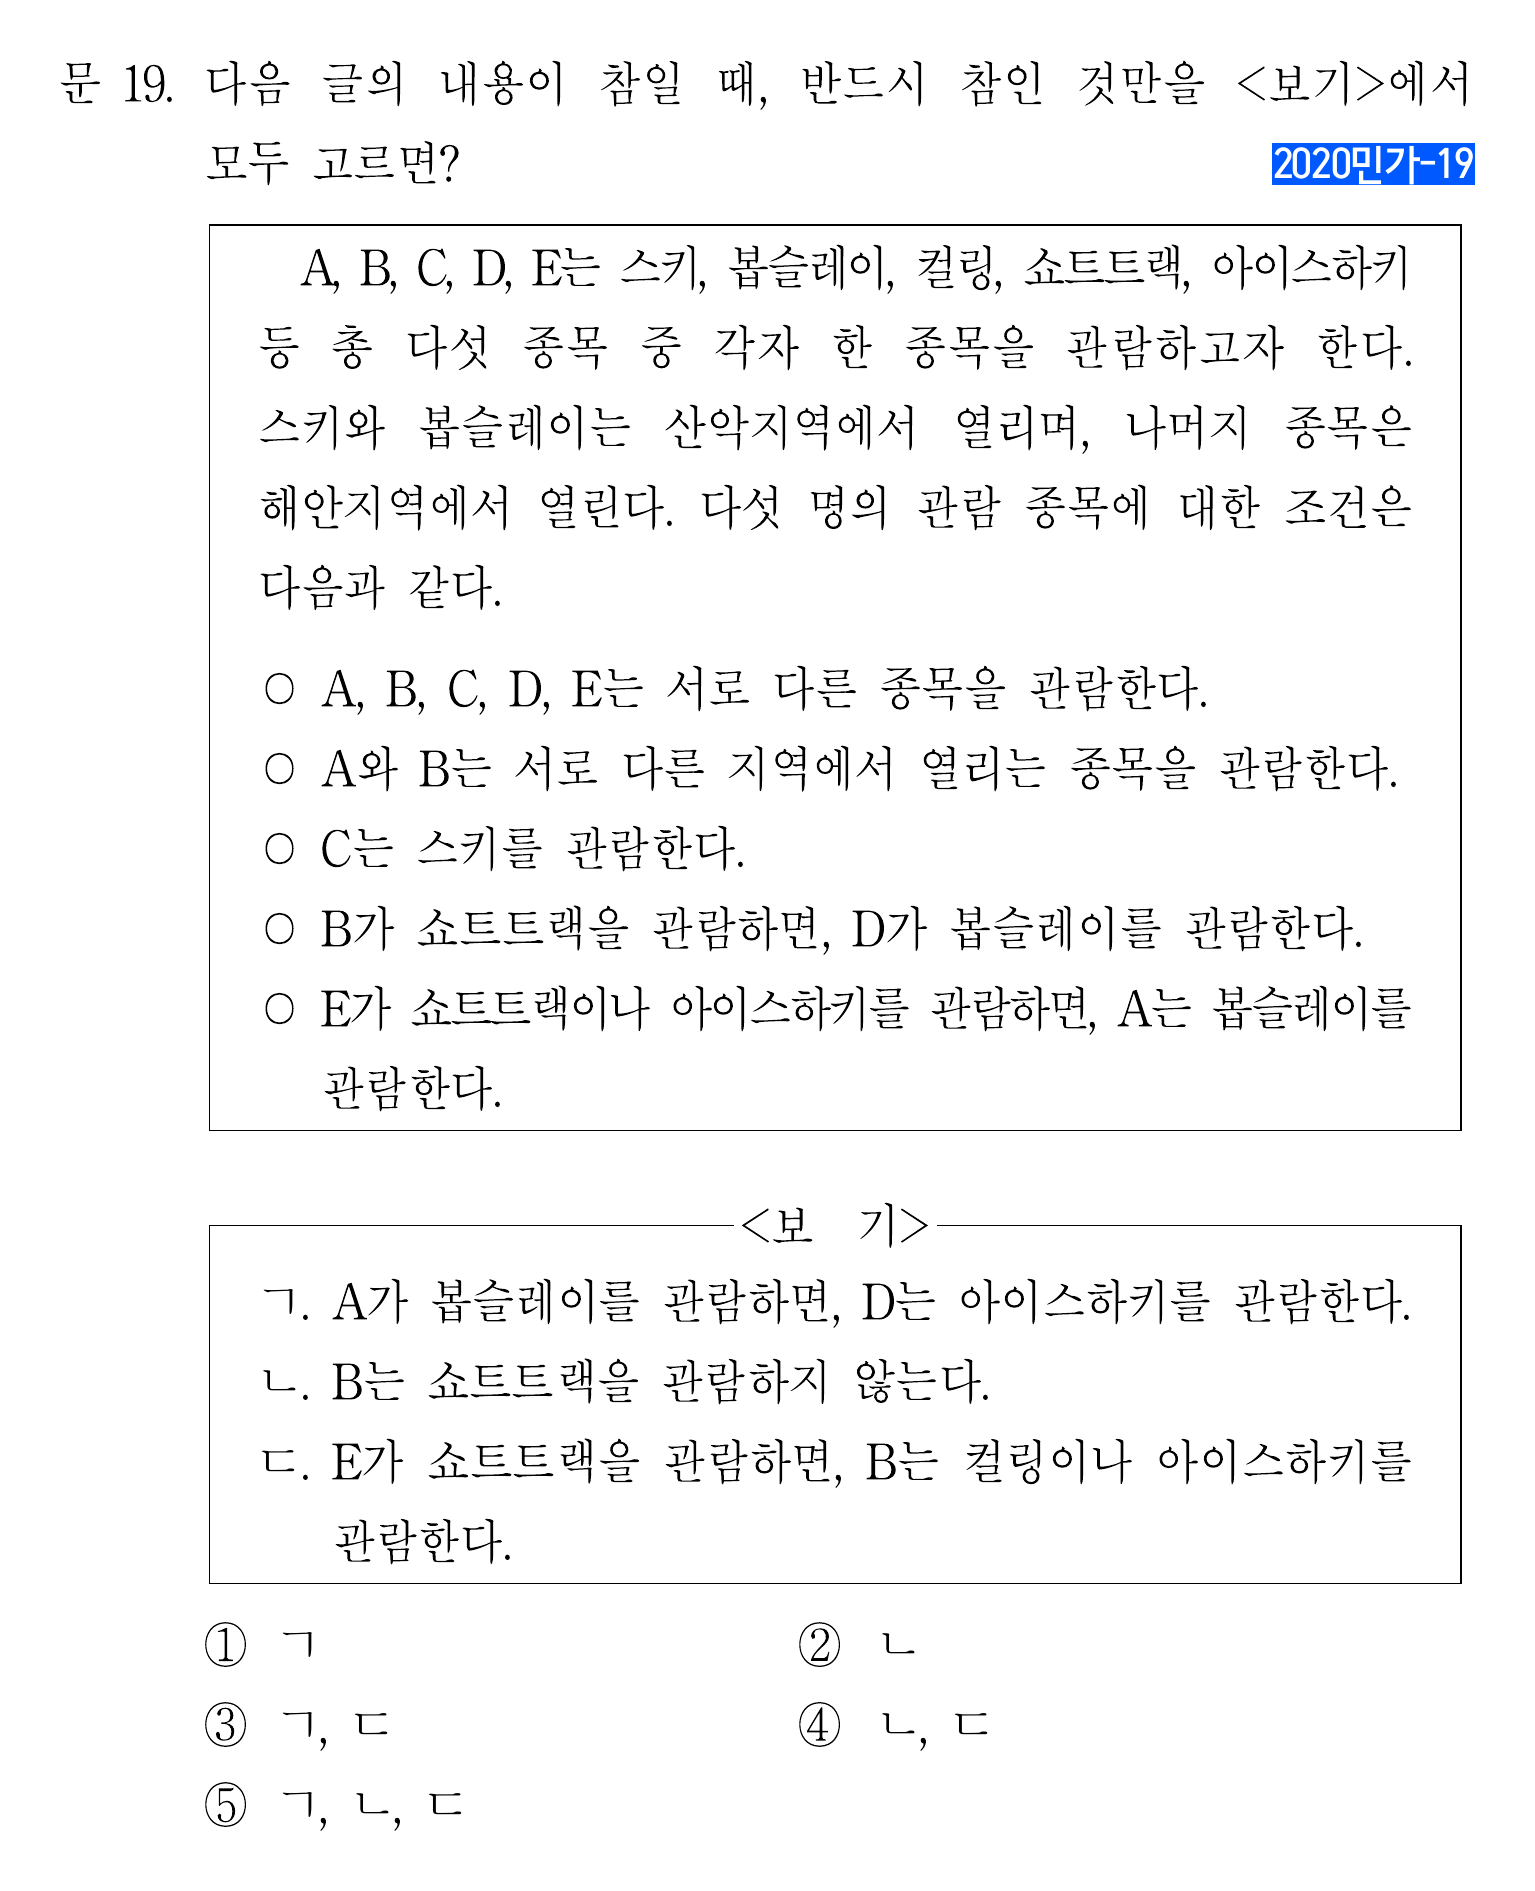 문 19. 다음 글의 내용이 참일 때, 반드시 참인 것만을 <보기>에서
모두 고르면?
2020민가-19
A, B, C, D, E는 스키, 봅슬레이, 컬링, 쇼트트랙, 아이스하키
등 총 다섯 종목 중 각자 한 종목을 관람하고자 한다.
스키와 봅슬레이는 산악지역에서 열리며, 나머지 종목은
해안지역에서 열린다. 다섯 명의 관람 종목에 대한 조건은
다음과 같다.
○ A, B, C, D, E는 서로 다른 종목을 관람한다.
○ A와 B는 서로 다른 지역에서 열리는 종목을 관람한다.
○ C는 스키를 관람한다.
○ B가 쇼트트랙을 관람하면, D가 봅슬레이를 관람한다.
○ E가 쇼트트랙이나 아이스하키를 관람하면, A는 봅슬레이를
관람한다.
<보 기>
ㄱ. A가 봅슬레이를 관람하면, D는 아이스하키를 관람한다.
ㄴ. B는 쇼트트랙을 관람하지 않는다.
ㄷ. E가 쇼트트랙을 관람하면, B는 컬링이나 아이스하키를
관람한다.
① ㄱ ② ㄴ
③ ㄱ, ㄷ ④ ㄴ, ㄷ
⑤ ㄱ, ㄴ, ㄷ